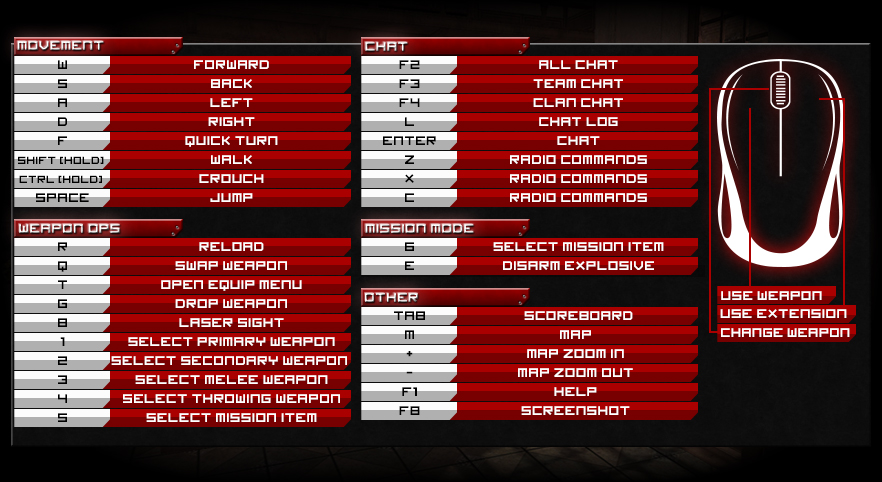 MOVEMENT
W FORWARD
S BACK
A LEFT
D RIGHT
F QUICK TURN
SHIFT (HOLD) WALK
CTRL (HOLD) CROUCH
SPACE JUMP
WEAPON OPS
R RELOAD
Q SWAP WEAPON
T OPEN EQUIP MENU
G DROP WEAPON
B LASER SIGHT
1 SELECT PRIMARY WEAPON
2 SELECT SECONDARY WEAPON
3 SELECT MELEE WEAPON
4 SELECT THROWING WEAPON
5 SELECT MISSION ITEM
CHAT
F2 ALL CHAT
F3 TEAM CHAT
F4 CLAN CHAT
L CHAT LOG
ENTER CHAT
Z RADIO COMMANDS
X RADIO COMMANDS
C RADIO COMMANDS
MISSION MODE
6 SELECT MISSION ITEM
E DISARM EXPLOSIVE
OTHER
TAB SCOREBOARD
M MAP
+ MAP ZOOM IN
- MAP ZOOM OUT
F1 HELP
F8 SCREENSHOT
USE WEAPON
USE EXTENSION
CHANGE WEAPON